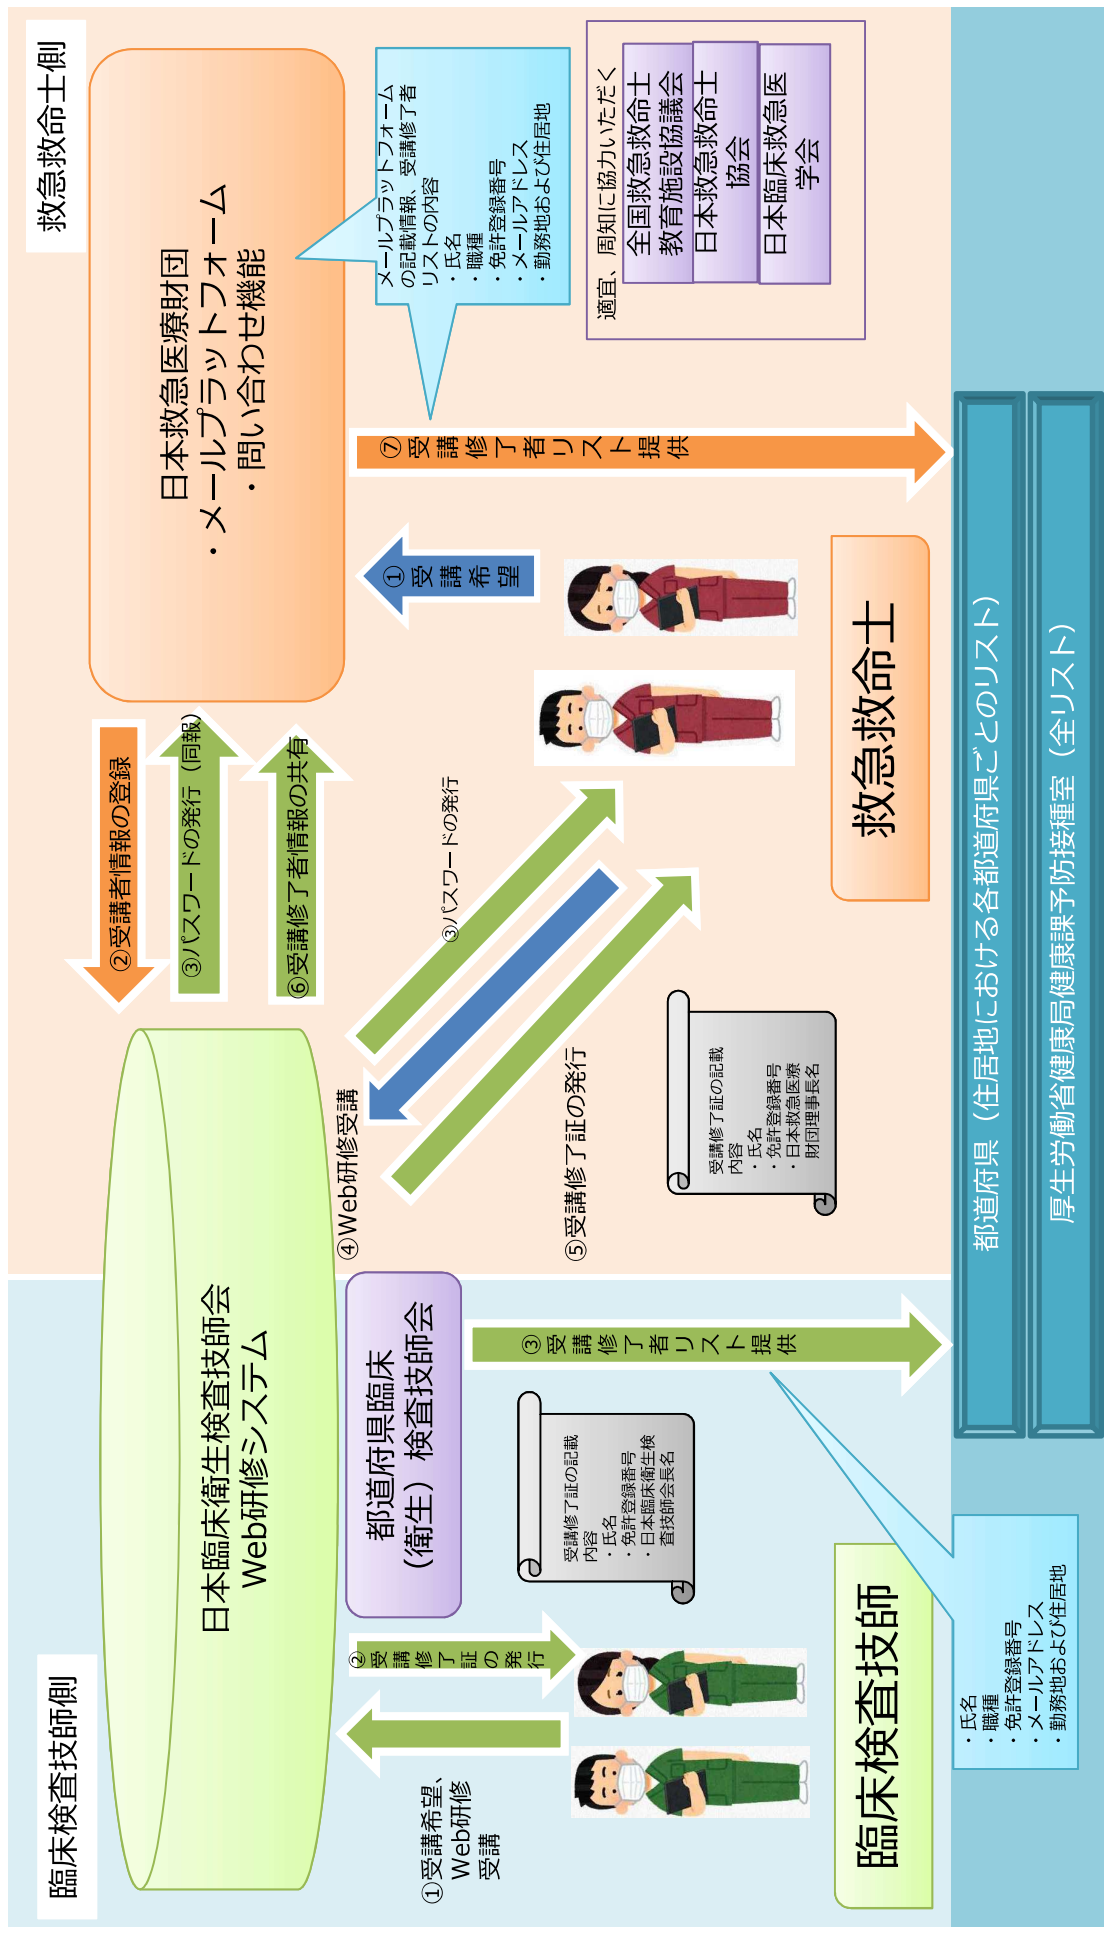 臨床検査技師側
日本臨床衛生検査技師会
Web研修システム
都道府県臨床
（衛生）検査技師会
①受講希望、
Web研修
受講
②受講修了証の発行
受講修了証の記載
内容
・氏名
・免許登録番号
・日本臨床衛生検
査技師会長名
③受講修了者リスト提供
臨床検査技師
・氏名
・職種
・免許登録番号
・メールアドレス
・勤務地および住居地
救急救命士側
日本救急医療財団
・メールプラットフォーム
・問い合わせ機能
②受講者情報の登録
③パスワードの発行（同報）
⑥受講修了者情報の共有
①受講希望
③パスワードの発行
④Web研修受講
⑤受講修了証の発行
受講修了証の記載
内容
・氏名
・免許登録番号
・日本救急医療
財団理事長名
⑦受講修了者リスト提供
メールプラットフォーム
の記載情報、受講修了者
リストの内容
・氏名
・職種
・免許登録番号
・メールアドレス
・勤務地および住居地
適宜、周知に協力いただく
全国救急救命士
教育施設協議会
日本救急救命士
協会
日本臨床救急医
学会
救急救命士
都道府県（住居地における各都道府県ごとのリスト）
厚生労働省健康局健康課予防接種室（全リスト）